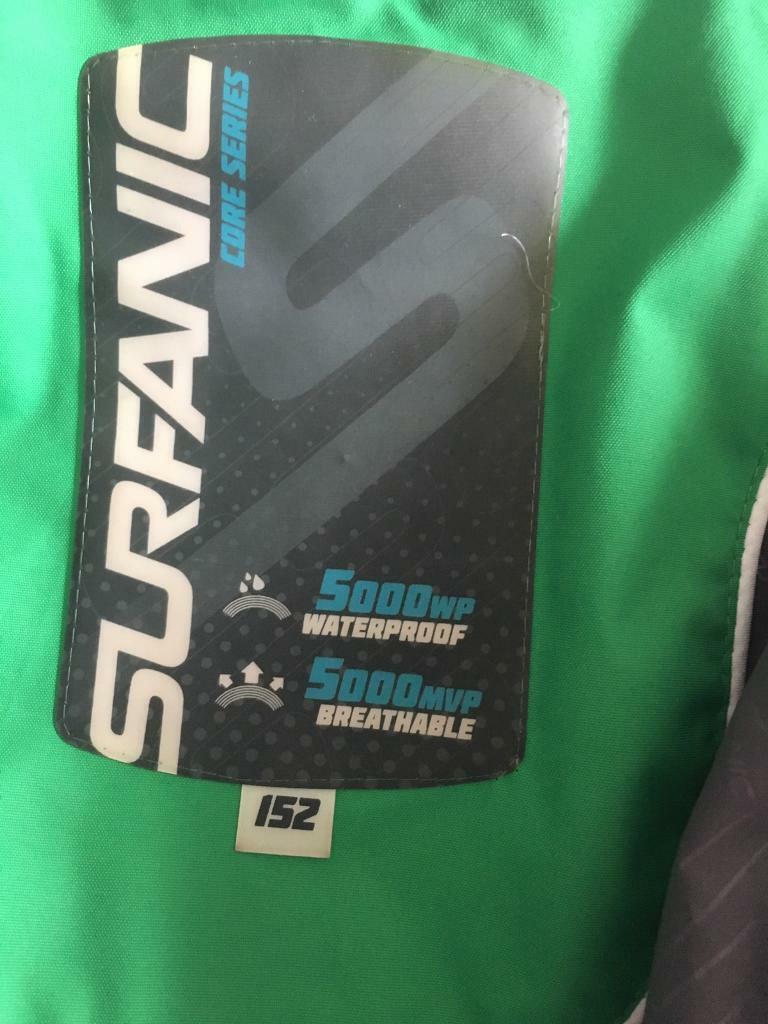 SURFANIC
CORE SERIES
5000WP
WATERPROOF
5000MVP
BREATHABLE
152